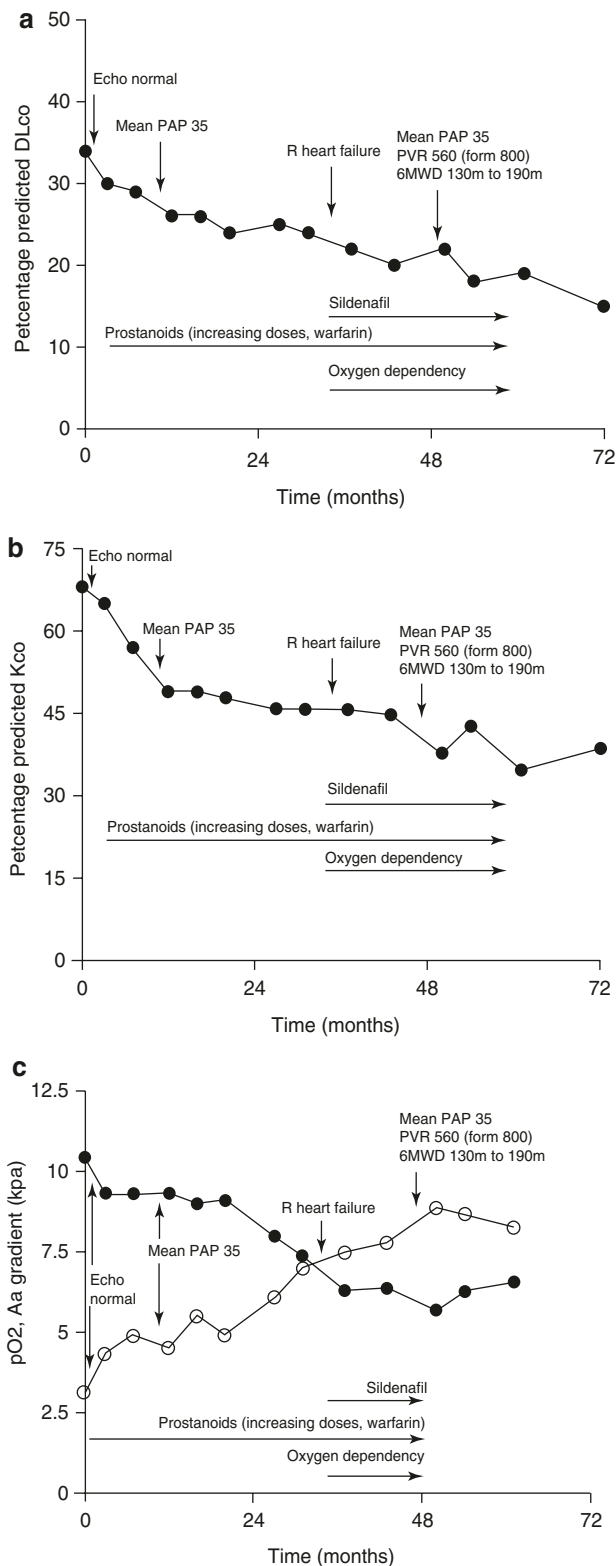 a
50
40
30
20
10
0
Petcentage predicted DLco
Echo normal
Mean PAP 35
R heart failure
Mean PAP 35
PVR 560 (form 800)
6MWD 130m to 190m
Sildenafil
Prostanoids (increasing doses, warfarin)
Oxygen dependency
0
24
48
72
Time (months)
b
75
60
45
30
15
0
Petcentage predicted Kco
Echo normal
Mean PAP 35
R heart failure
Mean PAP 35
PVR 560 (form 800)
6MWD 130m to 190m
Sildenafil
Prostanoids (increasing doses, warfarin)
Oxygen dependency
0
24
48
72
Time (months)
c
12.5
10
7.5
5
2.5
0
pO2, Aa gradient (kpa)
Mean PAP 35
PVR 560 (form 800)
6MWD 130m to 190m
R heart failure
Mean PAP 35
Echo
normal
Sildenafil
Prostanoids (increasing doses, warfarin)
Oxygen dependency
0
24
48
72
Time (months)